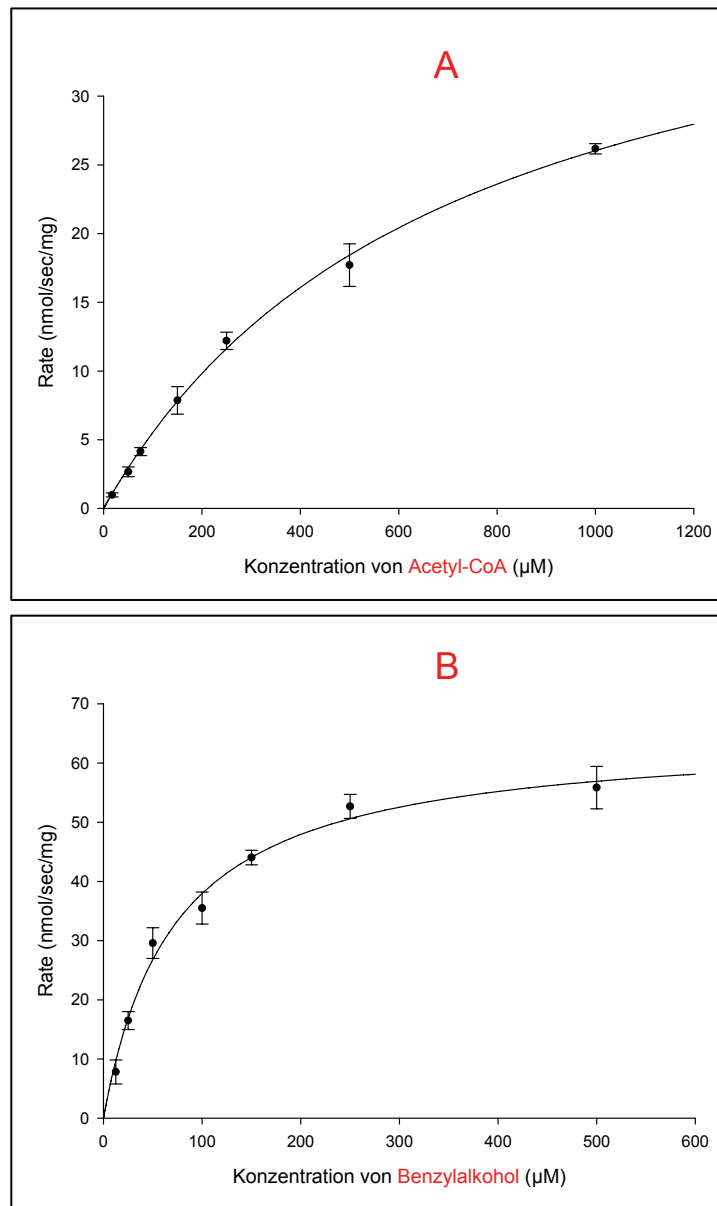 A
30
25
20
15
10
5
0
Rate (nmol/sec/mg)
0 200 400 600 800 1000 1200
Konzentration von Acetyl-CoA (µM)
B
70
60
50
40
30
20
10
0
Rate (nmol/sec/mg)
0 100 200 300 400 500 600
Konzentration von Benzylalkohol (µM)